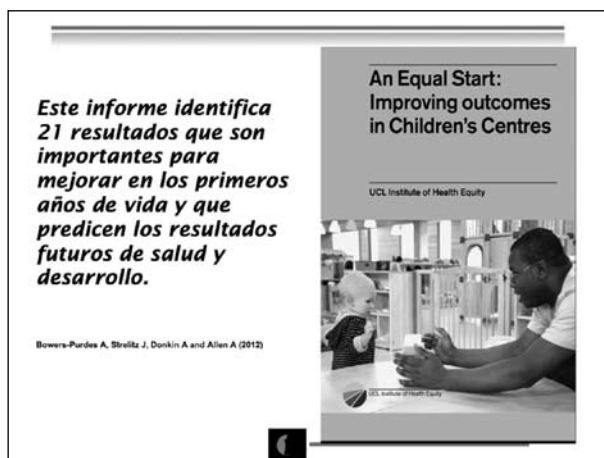 Este informe identifica
21 resultados que son
importantes para
mejorar en los primeros
años de vida y que
predicen los resultados
futuros de salud y
desarrollo.
Bowers-Purdes A, Strelitz J, Donkin A and Allen A (2012)
An Equal Start:
Improving outcomes
in Children's Centres
UCL Institute of Health Equity
UCL Institute of Health Equity